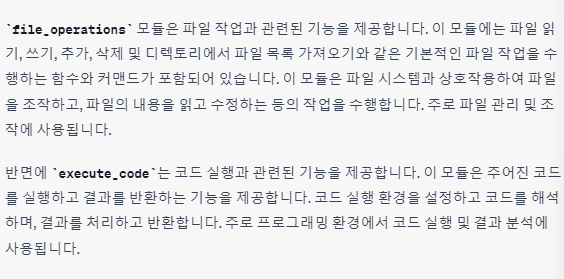 `file_operations` 모듈은 파일 작업과 관련된 기능을 제공합니다. 이 모듈에는 파일 읽
기, 쓰기, 추가, 삭제 및 디렉토리에서 파일 목록 가져오기와 같은 기본적인 파일 작업을 수
행하는 함수와 커맨드가 포함되어 있습니다. 이 모듈은 파일 시스템과 상호작용하여 파일
을 조작하고, 파일의 내용을 읽고 수정하는 등의 작업을 수행합니다. 주로 파일 관리 및 조
작에 사용됩니다.
반면에 `execute_code`는 코드 실행과 관련된 기능을 제공합니다. 이 모듈은 주어진 코드
를 실행하고 결과를 반환하는 기능을 제공합니다. 코드 실행 환경을 설정하고 코드를 해석
하며, 결과를 처리하고 반환합니다. 주로 프로그래밍 환경에서 코드 실행 및 결과 분석에
사용됩니다.